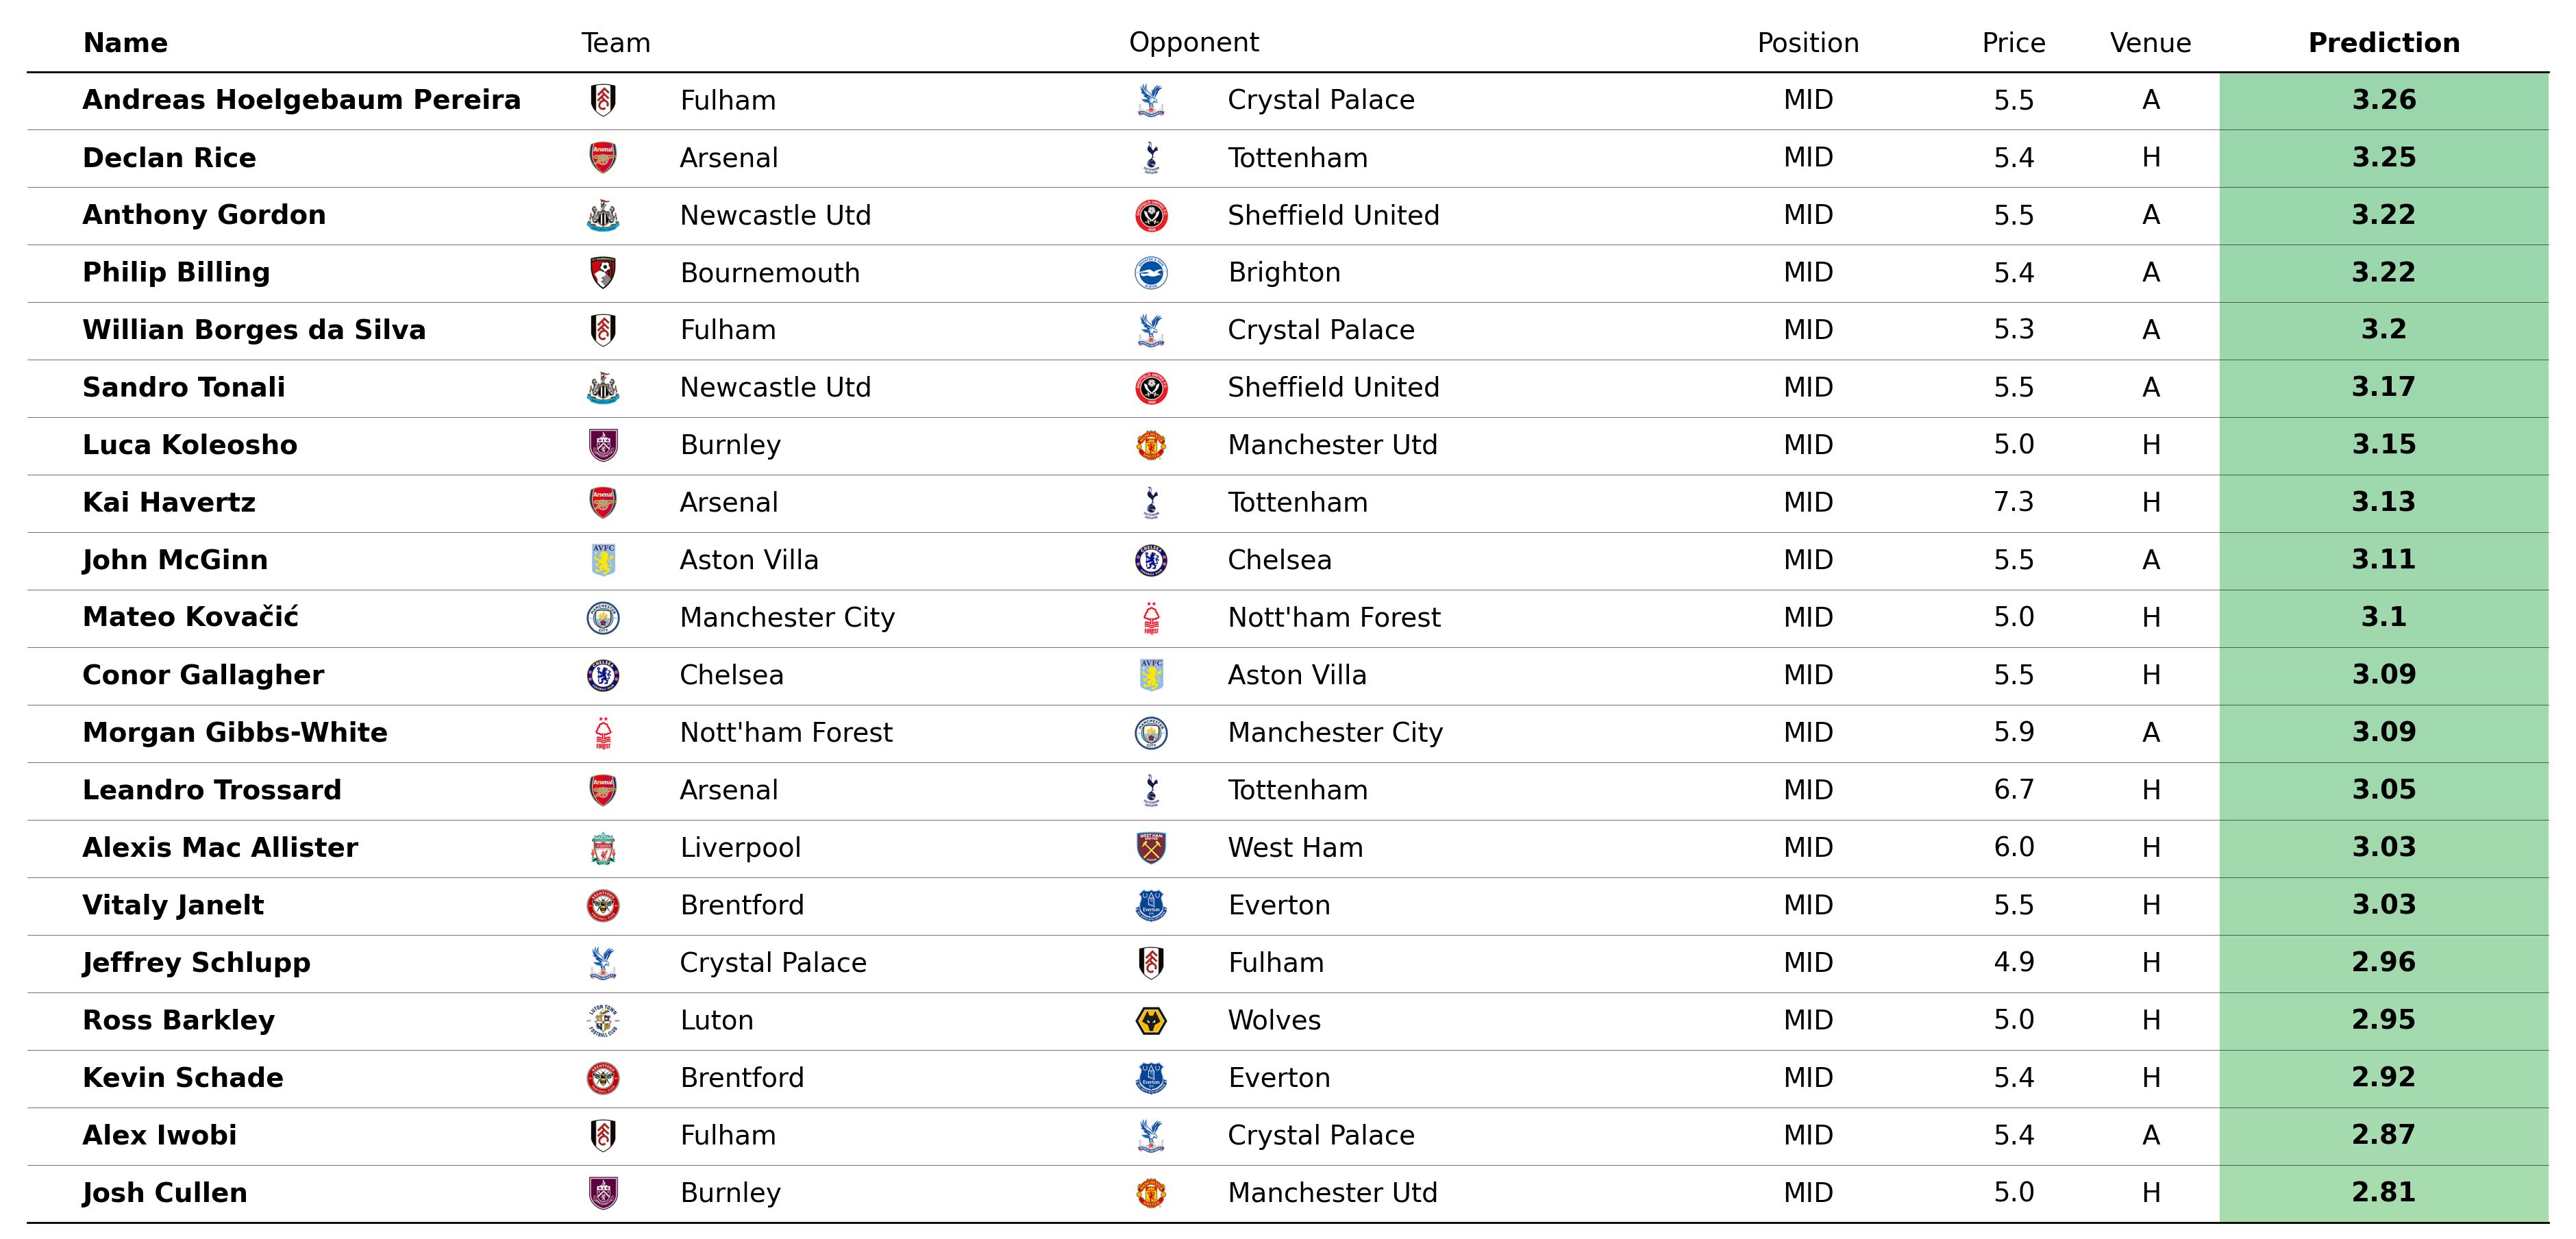 Name Team Opponent Position Price Venue Prediction
Andreas Hoelgebaum Pereira Fulham Crystal Palace MID 5.5 A 3.26
Declan Rice Arsenal Tottenham MID 5.4 H 3.25
Anthony Gordon Newcastle Utd Sheffield United MID 5.5 A 3.22
Philip Billing Bournemouth Brighton MID 5.4 A 3.22
Willian Borges da Silva Fulham Crystal Palace MID 5.3 A 3.2
Sandro Tonali Newcastle Utd Sheffield United MID 5.5 A 3.17
Luca Koleosho Burnley Manchester Utd MID 5.0 H 3.15
Kai Havertz Arsenal Tottenham MID 7.3 H 3.13
John McGinn Aston Villa Chelsea MID 5.5 A 3.11
Mateo Kovačić Manchester City Nott'ham Forest MID 5.0 H 3.1
Conor Gallagher Chelsea Aston Villa MID 5.5 H 3.09
Morgan Gibbs-White Nott'ham Forest Manchester City MID 5.9 A 3.09
Leandro Trossard Arsenal Tottenham MID 6.7 H 3.05
Alexis Mac Allister Liverpool West Ham MID 6.0 H 3.03
Vitaly Janelt Brentford Everton MID 5.5 H 3.03
Jeffrey Schlupp Crystal Palace Fulham MID 4.9 H 2.96
Ross Barkley Luton Wolves MID 5.0 H 2.95
Kevin Schade Brentford Everton MID 5.4 H 2.92
Alex Iwobi Fulham Crystal Palace MID 5.4 A 2.87
Josh Cullen Burnley Manchester Utd MID 5.0 H 2.81